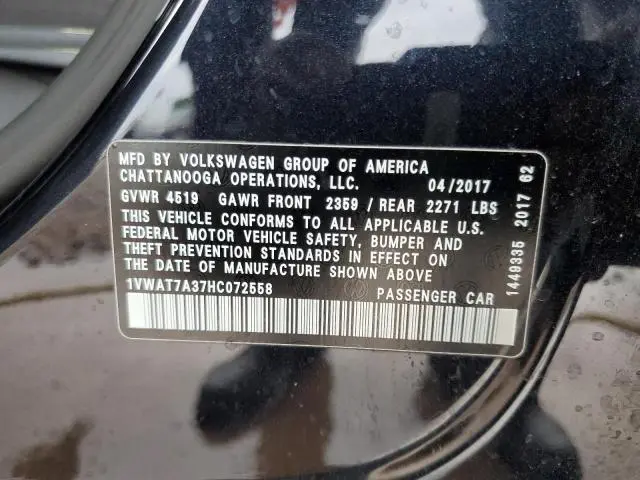 MFD BY VOLKSWAGEN GROUP OF AMERICA
CHATTANOOGA OPERATIONS, LLC. 04/2017
GVWR 4519 GAWR FRONT 2359 / REAR 2271 LBS
THIS VEHICLE CONFORMS TO ALL APPLICABLE U.S.
FEDERAL MOTOR VEHICLE SAFETY, BUMPER AND
THEFT PREVENTION STANDARDS IN EFFECT ON
THE DATE OF MANUFACTURE SHOWN ABOVE
1VWAT7A37HC072558 PASSENGER CAR
1449335 2017 62